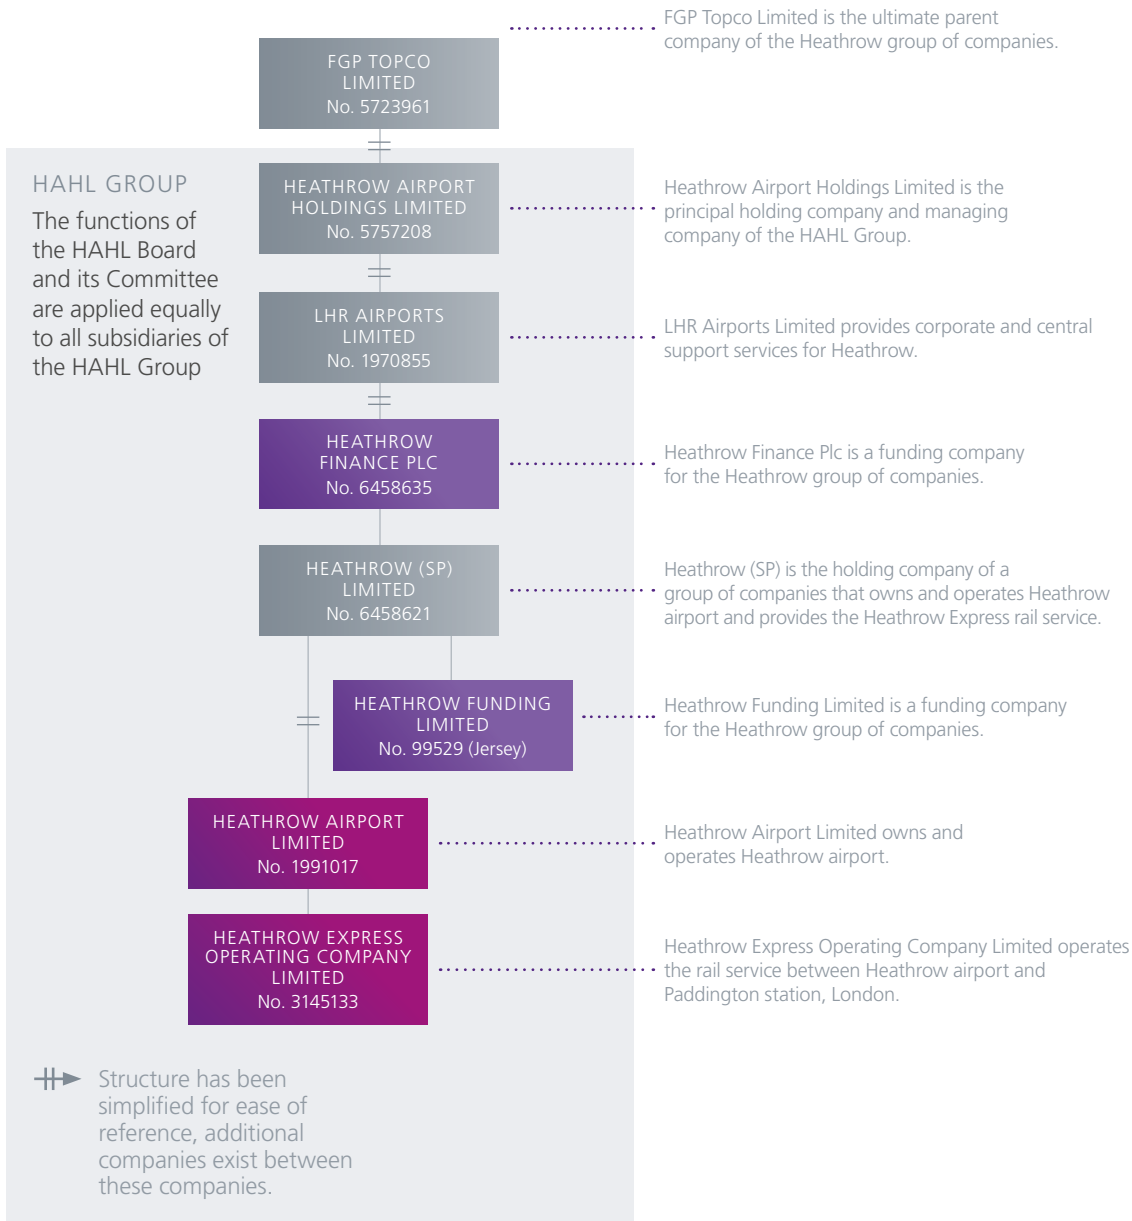 FGP Topco Limited is the ultimate parent
company of the Heathrow group of companies.
FGP TOPCO
LIMITED
No. 5723961
HAHL GROUP
The functions of
the HAHL Board
and its Committee
are applied equally
to all subsidiaries of
the HAHL Group
HEATHROW AIRPORT
HOLDINGS LIMITED
No. 5757208
Heathrow Airport Holdings Limited is the
principal holding company and managing
company of the HAHL Group.
LHR AIRPORTS
LIMITED
No. 1970855
LHR Airports Limited provides corporate and central
support services for Heathrow.
HEATHROW
FINANCE PLC
No. 6458635
Heathrow Finance Plc is a funding company
for the Heathrow group of companies.
HEATHROW (SP)
LIMITED
No. 6458621
Heathrow (SP) is the holding company of a
group of companies that owns and operates Heathrow
airport and provides the Heathrow Express rail service.
HEATHROW FUNDING
LIMITED
No. 99529 (Jersey)
Heathrow Funding Limited is a funding company
for the Heathrow group of companies.
HEATHROW AIRPORT
LIMITED
No. 1991017
Heathrow Airport Limited owns and
operates Heathrow airport.
HEATHROW EXPRESS
OPERATING COMPANY
LIMITED
No. 3145133
Heathrow Express Operating Company Limited operates
the rail service between Heathrow airport and
Paddington station, London.
Structure has been
simplified for ease of
reference, additional
companies exist between
these companies.